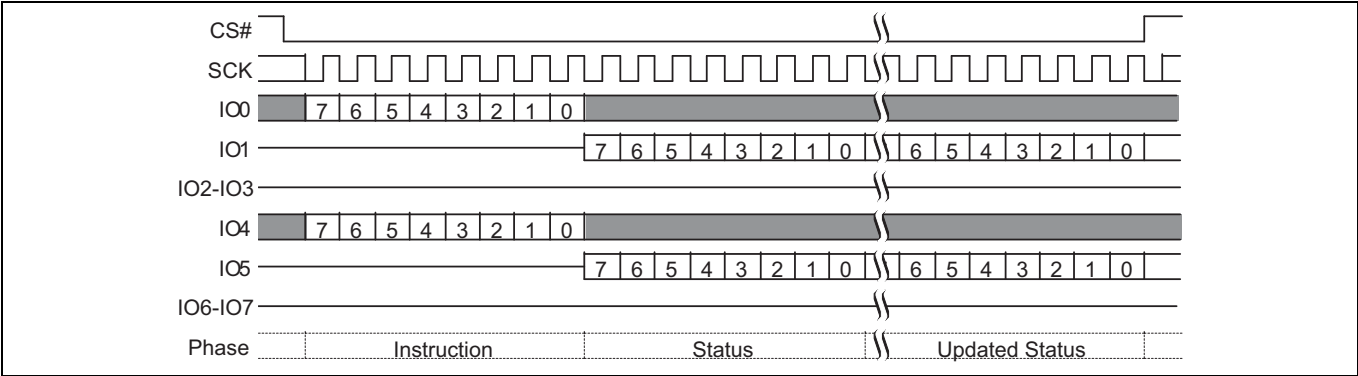 CS#
SCK
IO0 7 6 5 4 3 2 1 0
IO1 7 6 5 4 3 2 1 0 6 5 4 3 2 1 0
IO2-IO3
IO4 7 6 5 4 3 2 1 0
IO5 7 6 5 4 3 2 1 0 6 5 4 3 2 1 0
IO6-IO7
Phase Instruction Status Updated Status